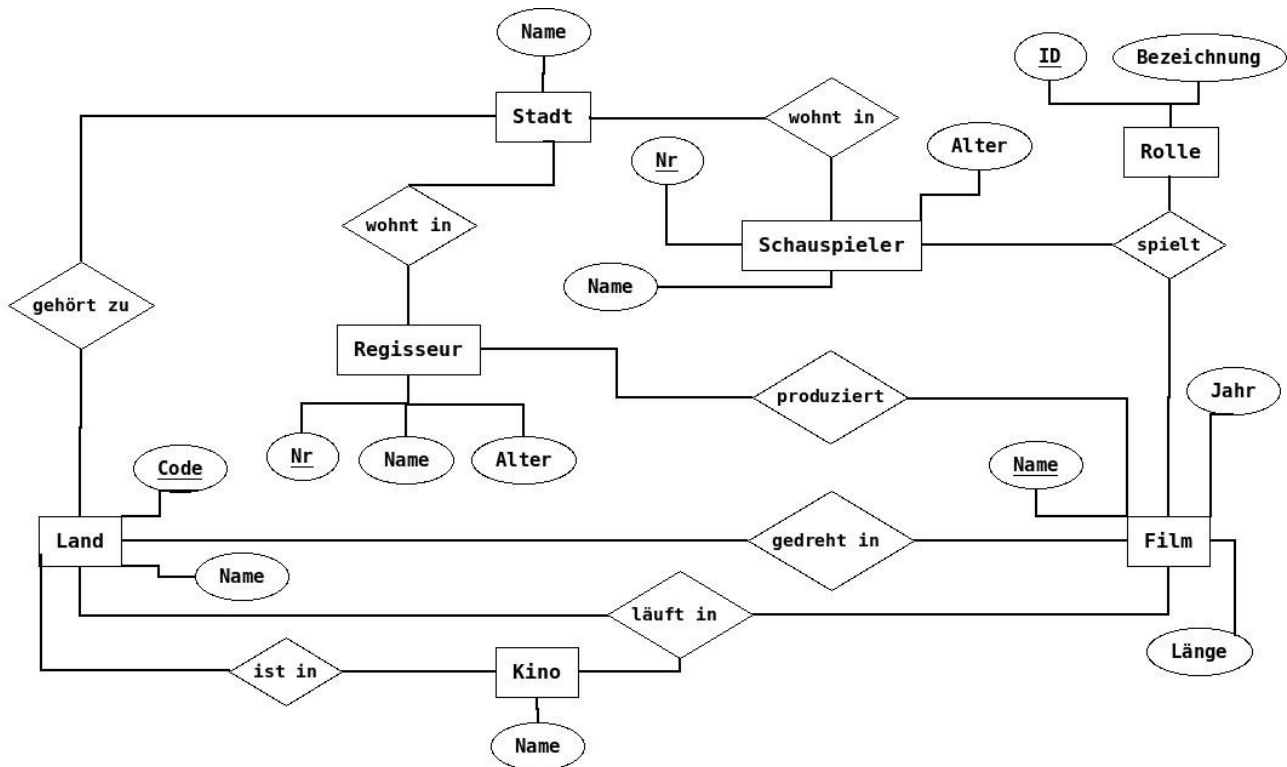 Name
ID
Bezeichnung
Stadt
wohnt in
Alter
Rolle
Nr
wohnt in
Schauspieler
spielt
Name
gehört zu
Regisseur
produziert
Jahr
Nr
Name
Alter
Code
Name
Land
gedreht in
Film
Name
läuft in
Länge
ist in
Kino
Name